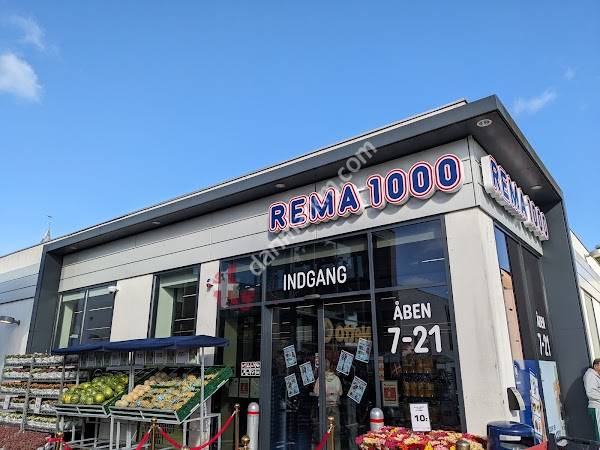 REMA 1000
REMA 1000
INDGANG
ÅBEN
7-21
ÅBEN
7-21
10: